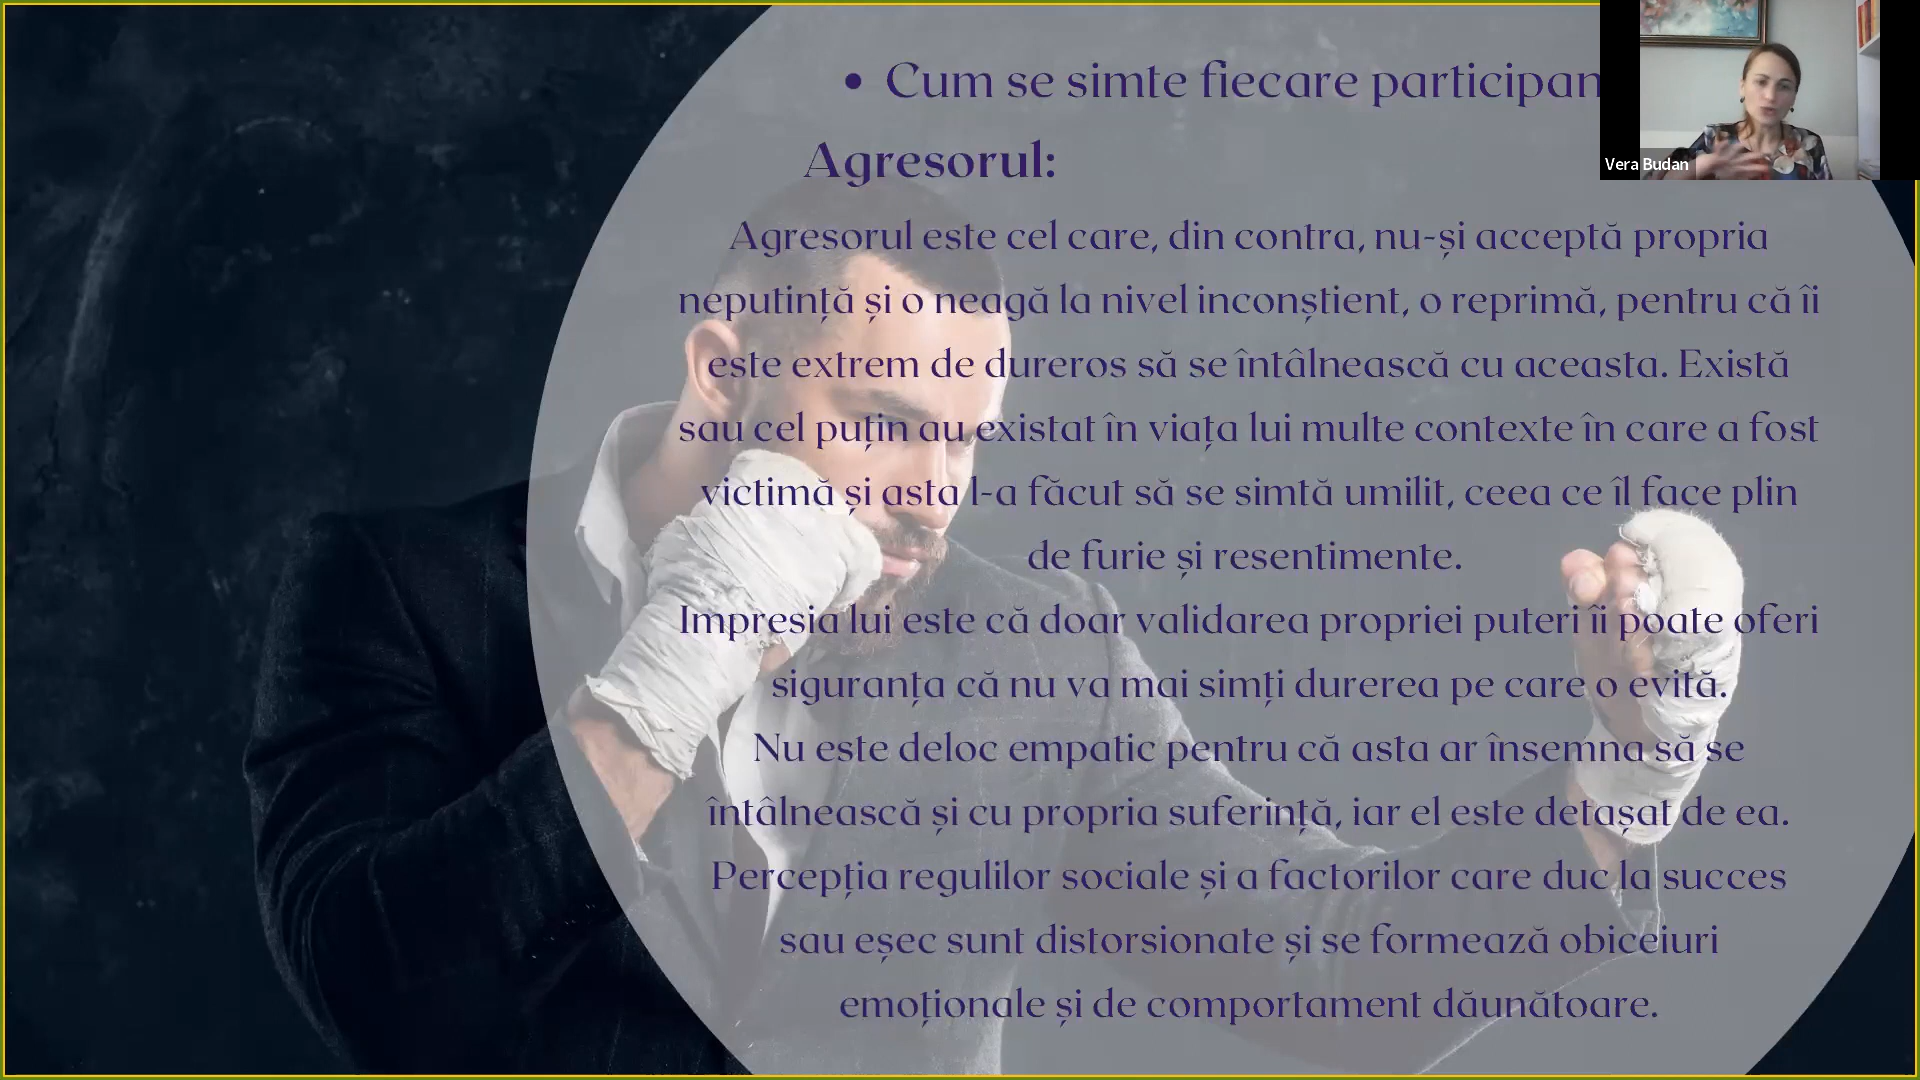 • Cum se simte fiecare participan
Agresorul:
Agresorul este cel care, din contra, nu-și acceptă propria
neputință și o neagă la nivel inconștient, o reprimă, pentru că îi
este extrem de dureros să se întâlnească cu aceasta. Există
sau cel puțin au existat în viața lui multe contexte în care a fost
victimă și asta l-a făcut să se simtă umilit, ceea ce îl face plin
de furie și resentimente.
Impresia lui este că doar validarea propriei puteri îi poate oferi
siguranța că nu va mai simți durerea pe care o evită.
Nu este deloc empatic pentru că asta ar însemna să se
întâlnească și cu propria suferință, iar el este detașat de ea.
Percepția regulilor sociale și a factorilor care duc la succes
sau eșec sunt distorsionate și se formează obiceiuri
emoționale și de comportament dăunătoare.
Vera Budan